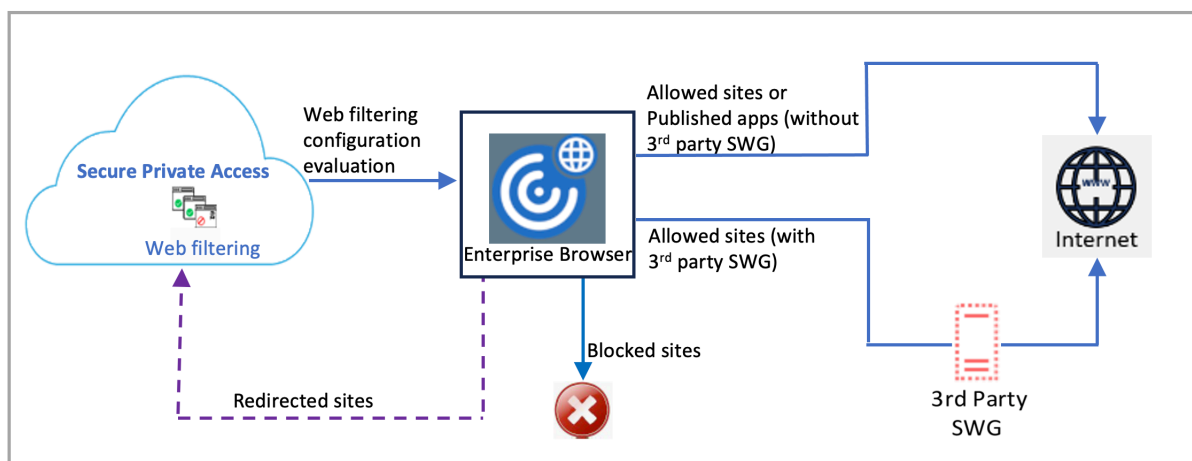 Secure Private Access
Web filtering
Web filtering
configuration
evaluation
Enterprise Browser
Allowed sites or
Published apps (without
3rd party SWG)
Allowed sites (with
3rd party SWG)
www
Internet
Blocked sites
Redirected sites
3rd Party
SWG